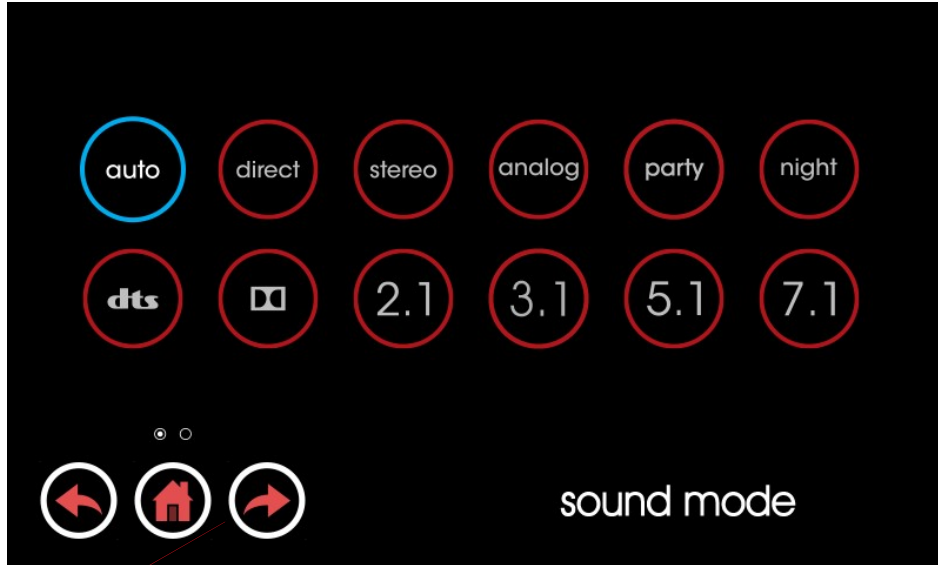 auto direct stereo analog party night
dts 2.1 3.1 5.1 7.1
sound mode